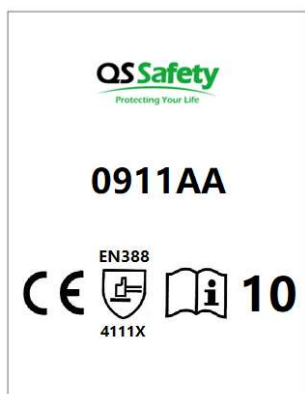 QS Safety
Protecting Your Life
0911AA
EN388
CE
i
10
4111X